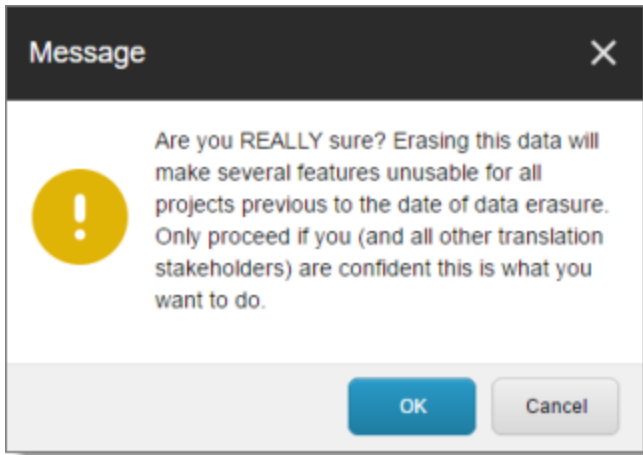 Message
Are you REALLY sure? Erasing this data will
make several features unusable for all
projects previous to the date of data erasure.
Only proceed if you (and all other translation
stakeholders) are confident this is what you
want to do.
OK
Cancel